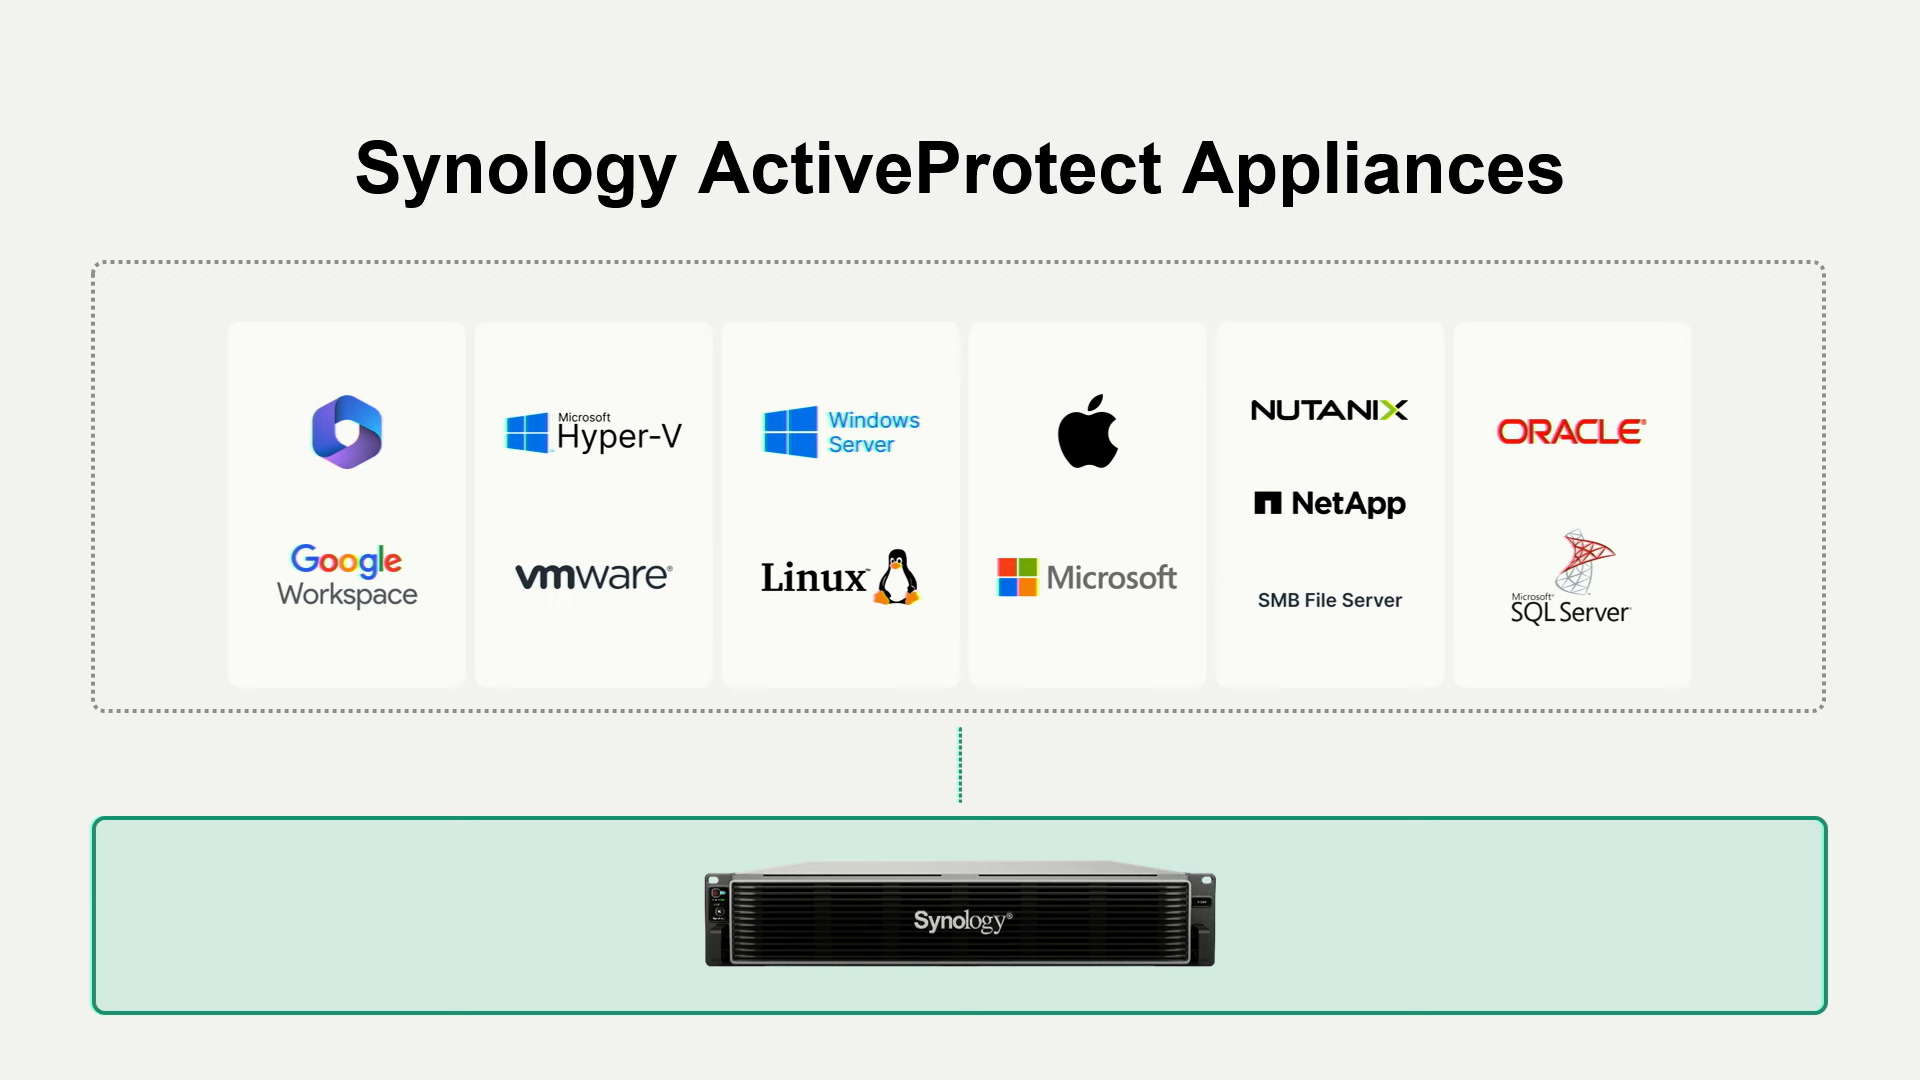 Synology ActiveProtect Appliances
Microsoft
Hyper-V
Windows
Server
NUTANIX
ORACLE®
NetApp
Google
Workspace
vmware®
Linux™
Microsoft
SMB File Server
Microsoft®
SQL Server®
Synology®